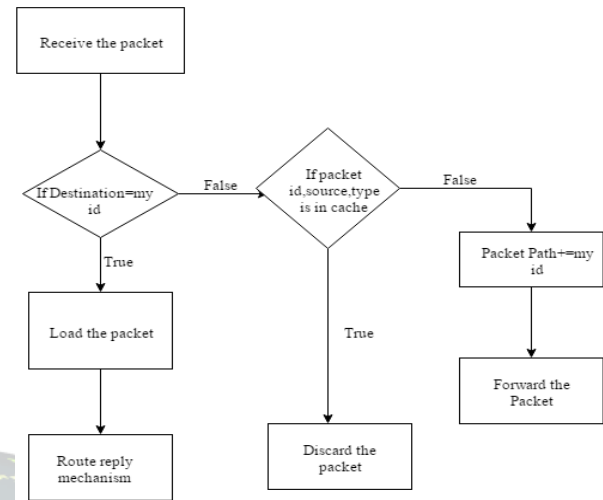 Receive the packet
If Destination=my
id
False
If packet
id,source,type
is in cache
False
Packet Path+=my
id
True
Load the packet
True
Forward the
Packet
Route reply
mechanism
Discard the
packet